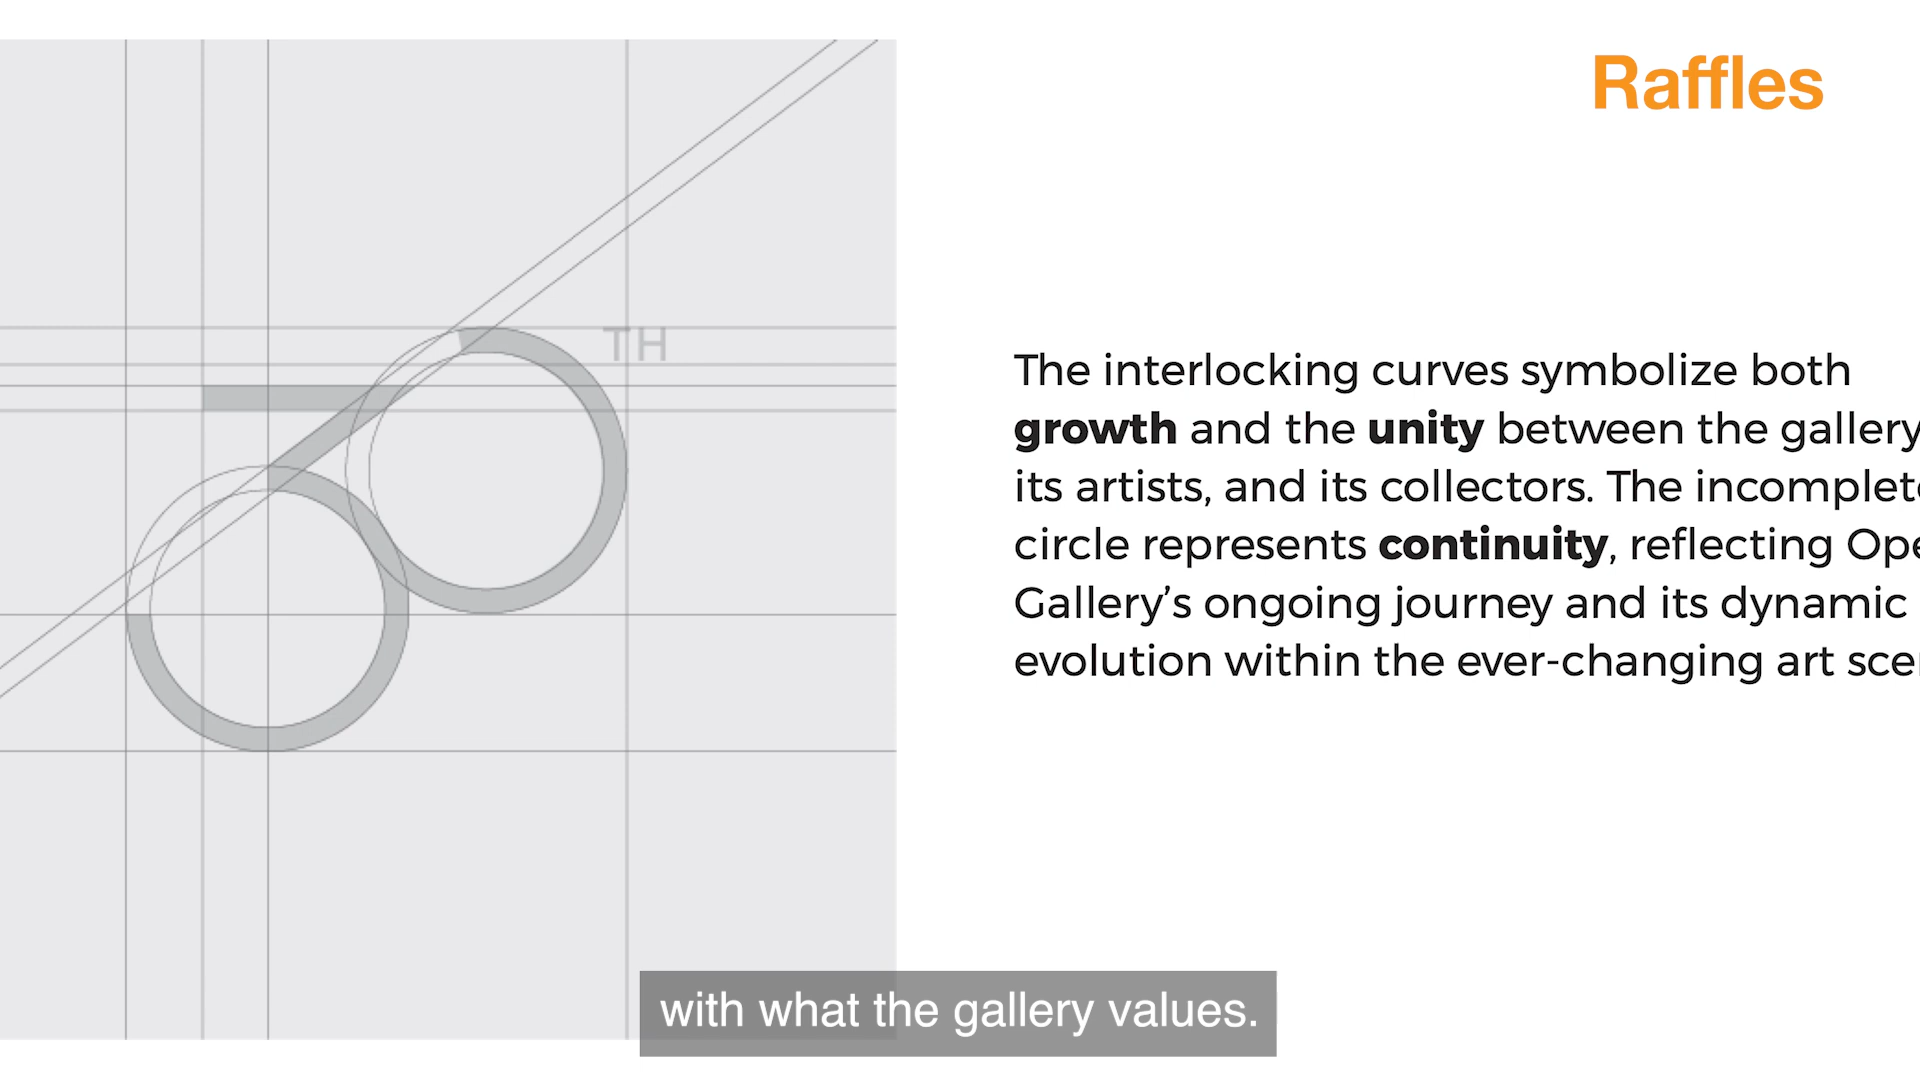 Raffles
TH
The interlocking curves symbolize both
growth and the unity between the gallery,
its artists, and its collectors. The incomplete
circle represents continuity, reflecting Ope
Gallery’s ongoing journey and its dynamic
evolution within the ever-changing art sce
with what the gallery values.